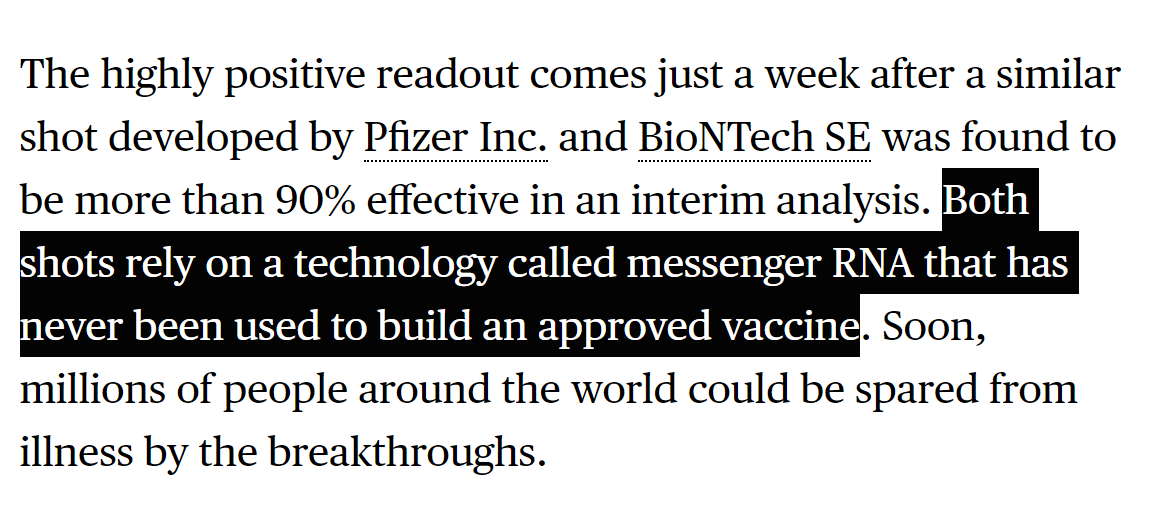 The highly positive readout comes just a week after a similar
shot developed by Pfizer Inc. and BioNTech SE was found to
be more than 90% effective in an interim analysis. Both
shots rely on a technology called messenger RNA that has
never been used to build an approved vaccine. Soon,
millions of people around the world could be spared from
illness by the breakthroughs.